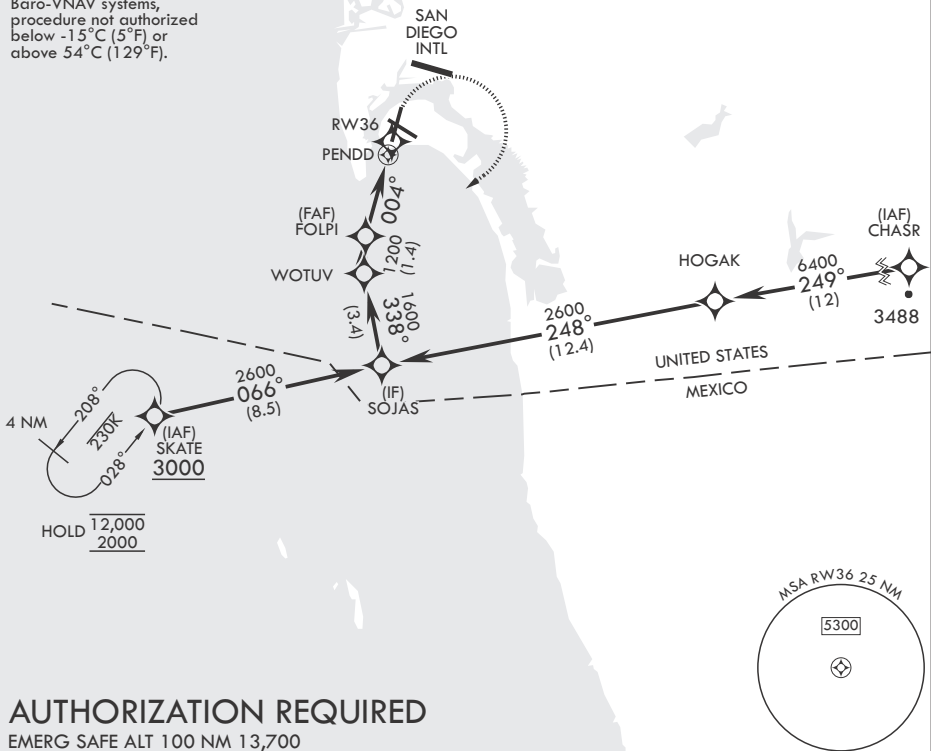 Baro-VNAV systems,
procedure not authorized
below -15°C (5°F) or
above 54°C (129°F).
SAN
DIEGO
INTL
RW36
PENDD
004°
(FAF)
FOLPI
1200
(1.4)
WOTUV
1600
338°
(3.4)
HOGAK
(IAF)
CHASR
6400
249°
(12)
3488
2600
248°
(12.4)
UNITED STATES
MEXICO
2600
066°
(8.5)
(IF)
SOJAS
208°
4 NM
230K
028°
(IAF)
SKATE
3000
HOLD 12,000
2000
MSA RW36 25 NM
5300
AUTHORIZATION REQUIRED
EMERG SAFE ALT 100 NM 13,700